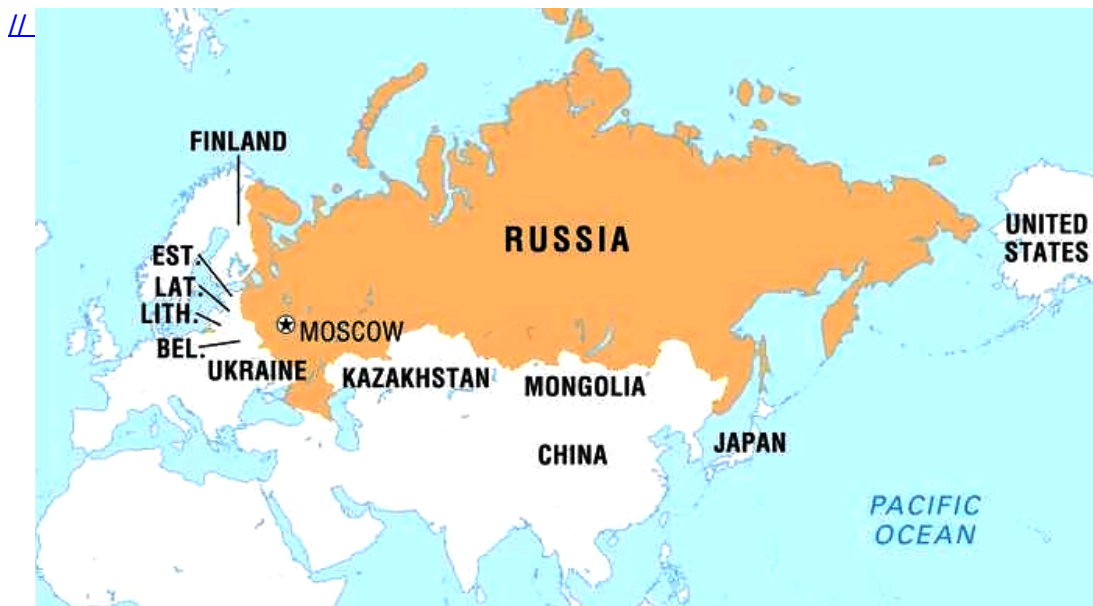 //
FINLAND
RUSSIA
UNITED
STATES
EST.
LAT.
LITH.
MOSCOW
BEL.
UKRAINE
KAZAKHSTAN
MONGOLIA
JAPAN
CHINA
PACIFIC
OCEAN